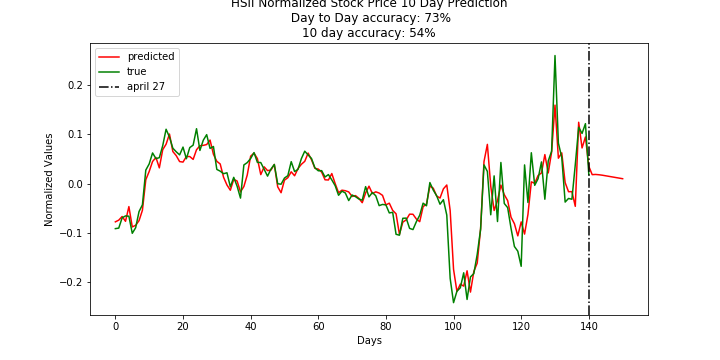 HSII Normalized Stock Price 10 Day Prediction
Day to Day accuracy: 73%
10 day accuracy: 54%
predicted
true
april 27
Normalized Values
0.2
0.1
0.0
−0.1
−0.2
0 20 40 60 80 100 120 140
Days